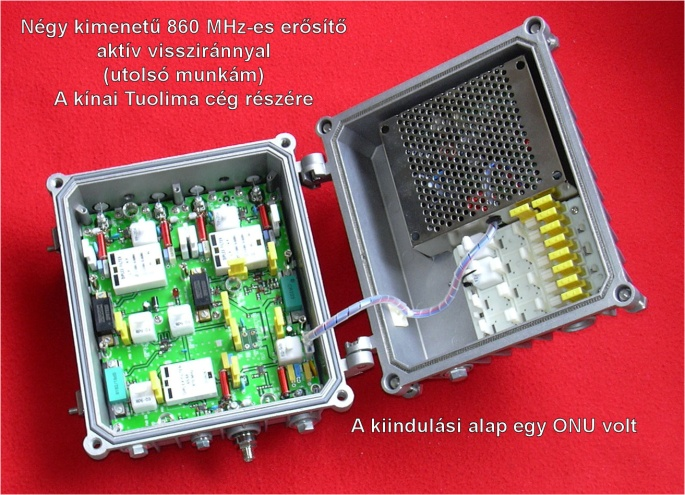 Négy kimenetű 860 MHz-es erősítő
aktív vissziránnyal
(utolsó munkám)
A kínai Tuolima cég részére
A kiindulási alap egy ONU volt